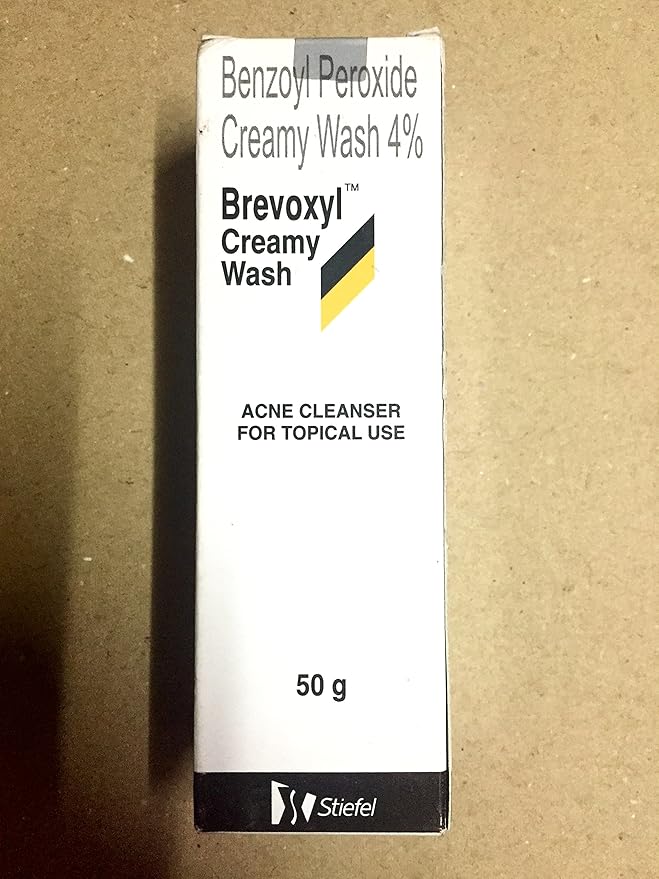 Benzoyl Peroxide
Creamy Wash 4%
Brevoxyl™
Creamy
Wash
ACNE CLEANSER
FOR TOPICAL USE
50 g
Stiefel